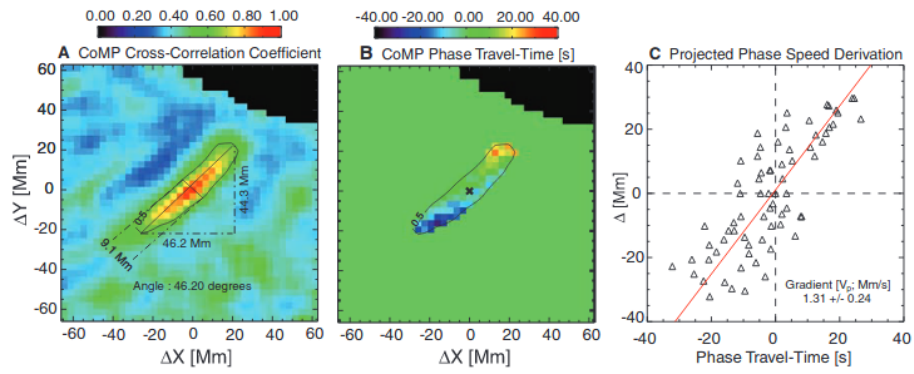 0.00 0.20 0.40 0.60 0.80 1.00
-40.00 -20.00 0.00 20.00 40.00
A CoMP Cross-Correlation Coefficient
B CoMP Phase Travel-Time [s]
C Projected Phase Speed Derivation
60
40
20
0
-20
-40
-60
ΔY [Mm]
0.5
44.3 Mm
46.2 Mm
9.1 Mm
Angle : 46.20 degrees
-60 -40 -20 0 20 40 60
ΔX [Mm]
0.5
-60 -40 -20 0 20 40 60
ΔX [Mm]
40
20
0
-20
-40
Δ [Mm]
Gradient [Vp; Mm/s]
1.31 +/- 0.24
-40 -20 0 20 40
Phase Travel-Time [s]